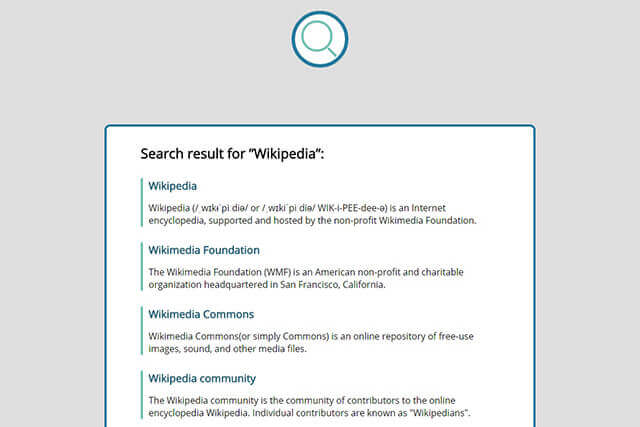 Search result for "Wikipedia":
Wikipedia
Wikipedia (/ˌwɪkɨˈpiːdiə/ or /ˌwɪkiˈpiːdiə/ WIK-i-PEE-dee-ə) is an Internet
encyclopedia, supported and hosted by the non-profit Wikimedia Foundation.
Wikimedia Foundation
The Wikimedia Foundation (WMF) is an American non-profit and charitable
organization headquartered in San Francisco, California.
Wikimedia Commons
Wikimedia Commons(or simply Commons) is an online repository of free-use
images, sound, and other media files.
Wikipedia community
The Wikipedia community is the community of contributors to the online
encyclopedia Wikipedia. Individual contributors are known as "Wikipedians".